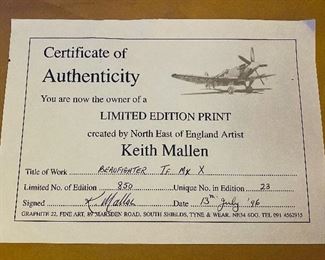 Certificate of
Authenticity
You are now the owner of a
LIMITED EDITION PRINT
created by North East of England Artist
Keith Mallen
Title of Work BEAUFIGHTER TF MK X
Limited No. of Edition 850 Unique No. in Edition 23
Signed K Mallen Date 13th July '96
GRAPHITE 22, FINE ART, 89 MARSDEN ROAD, SOUTH SHIELDS, TYNE & WEAR. NR34 6DG. TEL 091 4562915